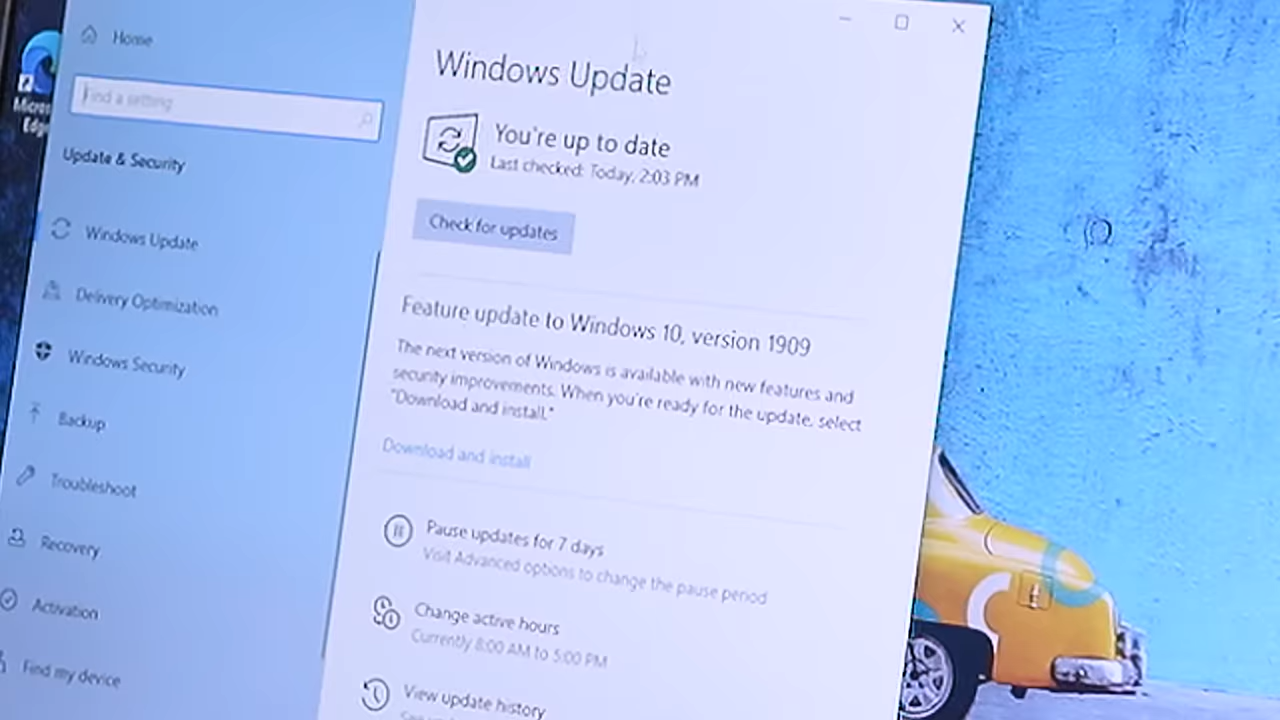 Home
Find a setting
Update & Security
Windows Update
Delivery Optimization
Windows Security
Backup
Troubleshoot
Recovery
Activation
Find my device
Micros
Edge
Windows Update
You're up to date
Last checked: Today, 2:03 PM
Check for updates
Feature update to Windows 10, version 1909
The next version of Windows is available with new features and
security improvements. When you're ready for the update, select
"Download and install."
Download and install
Pause updates for 7 days
Visit Advanced options to change the pause period
Change active hours
Currently 8:00 AM to 5:00 PM
View update history